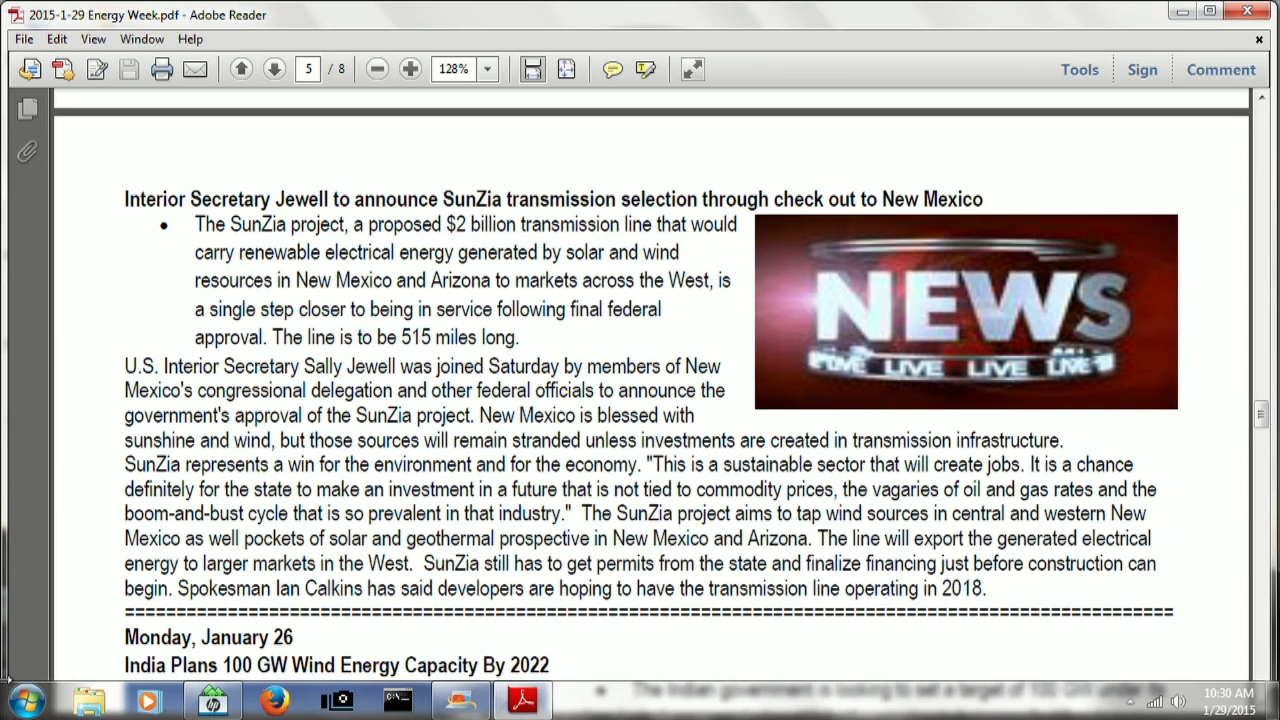 2015-1-29 Energy Week.pdf - Adobe Reader
File Edit View Window Help
5 / 8 128% Tools Sign Comment
Interior Secretary Jewell to announce SunZia transmission selection through check out to New Mexico
• The SunZia project, a proposed $2 billion transmission line that would
carry renewable electrical energy generated by solar and wind
resources in New Mexico and Arizona to markets across the West, is
a single step closer to being in service following final federal
approval. The line is to be 515 miles long.
NEWS
LIVE LIVE LIVE LIVE
U.S. Interior Secretary Sally Jewell was joined Saturday by members of New
Mexico's congressional delegation and other federal officials to announce the
government's approval of the SunZia project. New Mexico is blessed with
sunshine and wind, but those sources will remain stranded unless investments are created in transmission infrastructure.
SunZia represents a win for the environment and for the economy. "This is a sustainable sector that will create jobs. It is a chance
definitely for the state to make an investment in a future that is not tied to commodity prices, the vagaries of oil and gas rates and the
boom-and-bust cycle that is so prevalent in that industry." The SunZia project aims to tap wind sources in central and western New
Mexico as well pockets of solar and geothermal prospective in New Mexico and Arizona. The line will export the generated electrical
energy to larger markets in the West. SunZia still has to get permits from the state and finalize financing just before construction can
begin. Spokesman Ian Calkins has said developers are hoping to have the transmission line operating in 2018.
Monday, January 26
India Plans 100 GW Wind Energy Capacity By 2022
hp C:\_
10:30 AM
1/29/2015